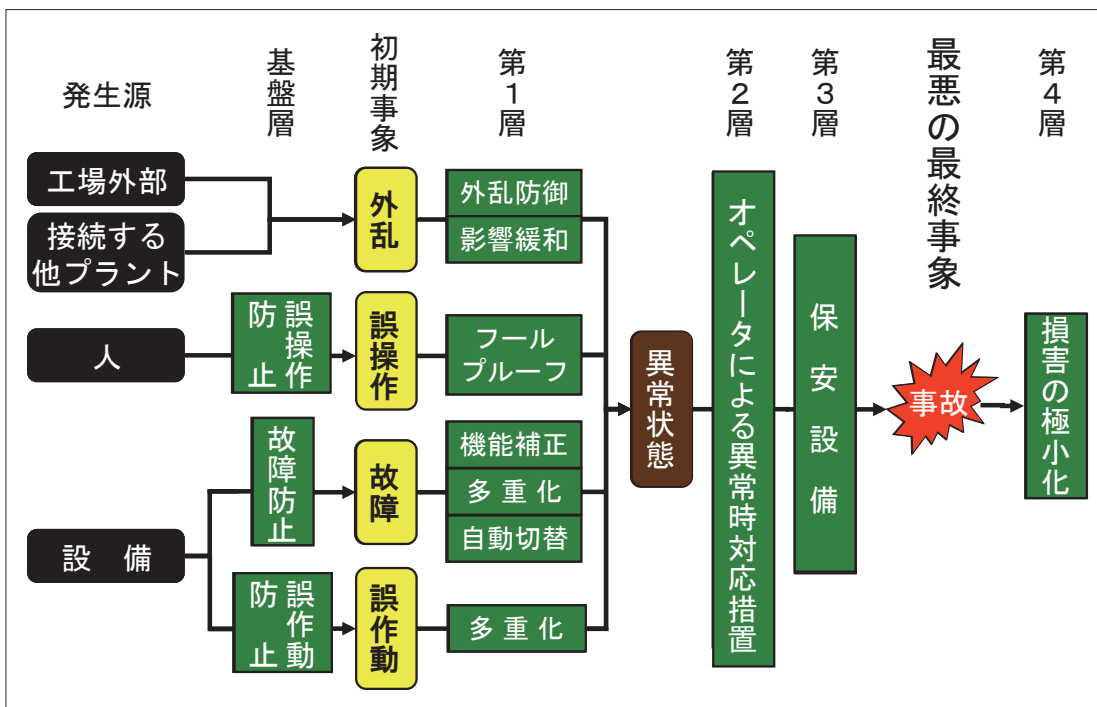 発生源
基盤層
初期事象
第1層
第2層
第3層
最悪の最終事象
第4層
工場外部
接続する
他プラント
外乱
外乱防御
影響緩和
人
誤操作
防止
誤操作
フール
プルーフ
設 備
故障防止
故障
機能補正
多 重 化
自動切替
誤作動
防止
誤作動
多 重 化
異常状態
オペレータによる異常時対応措置
保安設備
事故
損害の極小化